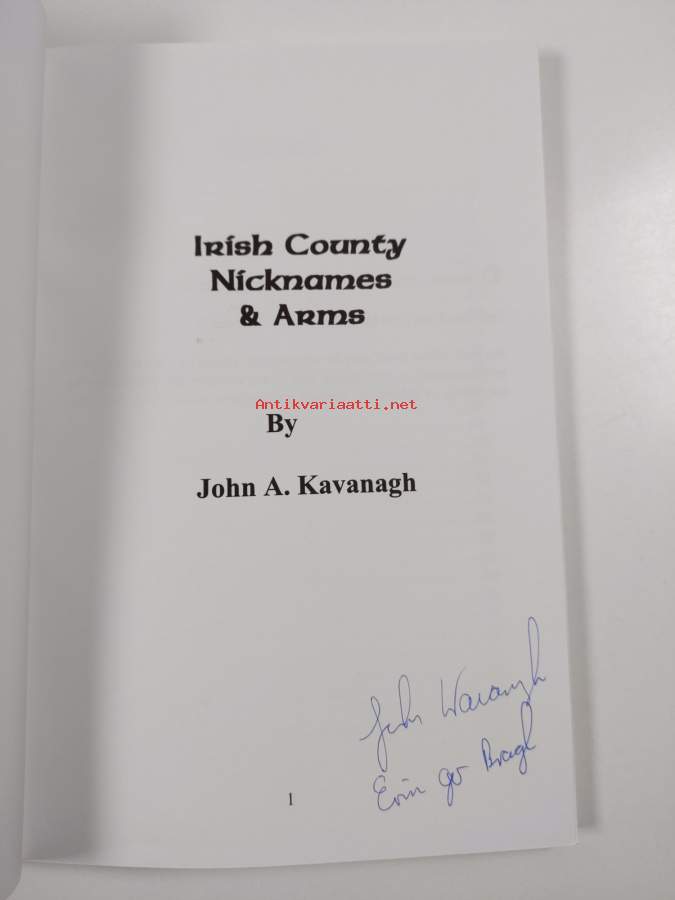 Irish County
Nicknames
& Arms
Antikvariaatti.net
By
John A. Kavanagh
John Kavanagh
Erin go Bragh
1